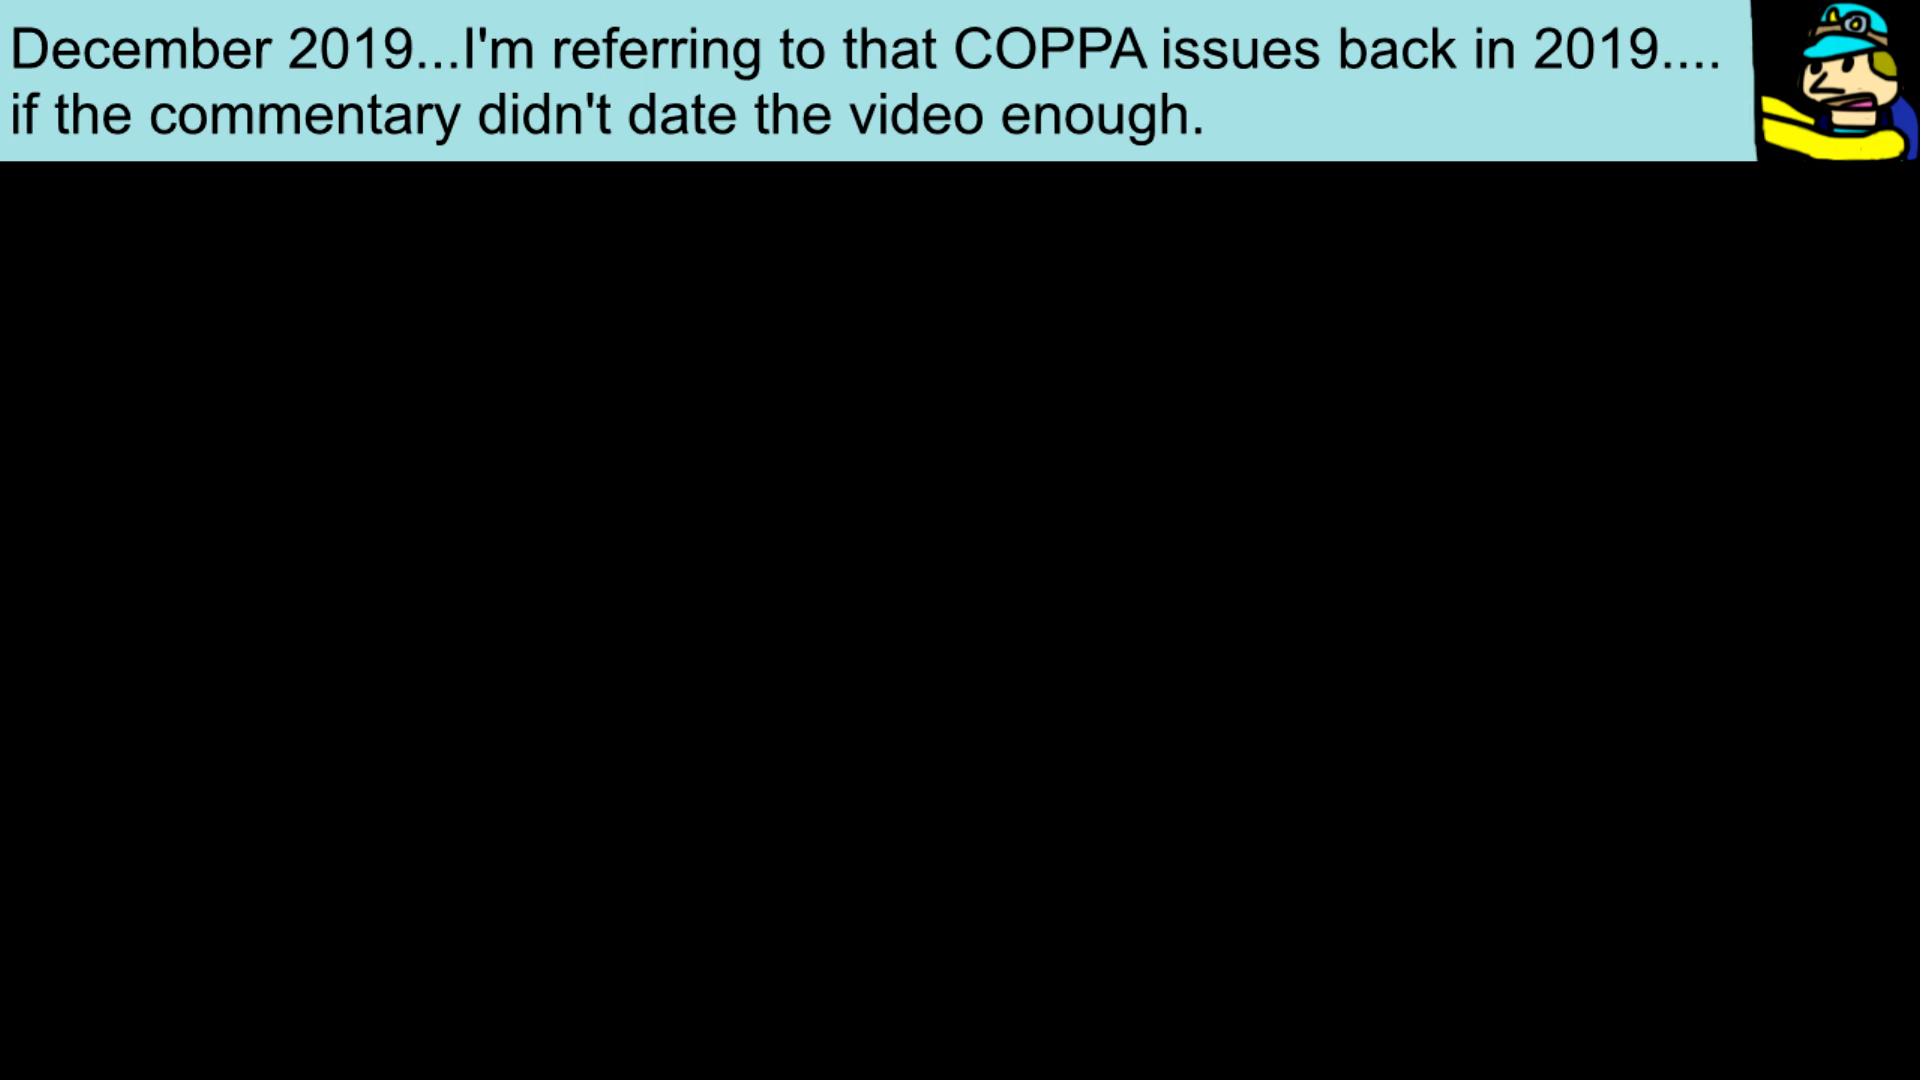 December 2019...I'm referring to that COPPA issues back in 2019....
if the commentary didn't date the video enough.